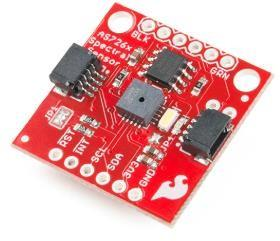 AS726x
Spectral
Sensor
BLK
GRN
JP1
RST
INT
SCL
SDA
3V3
GND